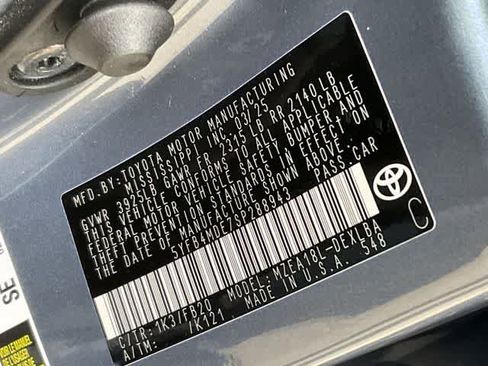 MFD.BY:TOYOTA MOTOR MANUFACTURING
MISSISSIPPI, INC. 03/25
GVWR 3925LB GAWR FR 2315LB RR 2140LB
THIS VEHICLE CONFORMS TO ALL APPLICABLE
FEDERAL MOTOR VEHICLE SAFETY, BUMPER AND
THEFT PREVENTION STANDARDS IN EFFECT ON
THE DATE OF MANUFACTURE SHOWN ABOVE.
5YFB4MDE7SP288943 PASS.CAR
C/TR:1K3/FB20 MODEL:MZEA18L-DEXLBA
A/TM: /K121 MADE IN U.S.A. 548
C
SE